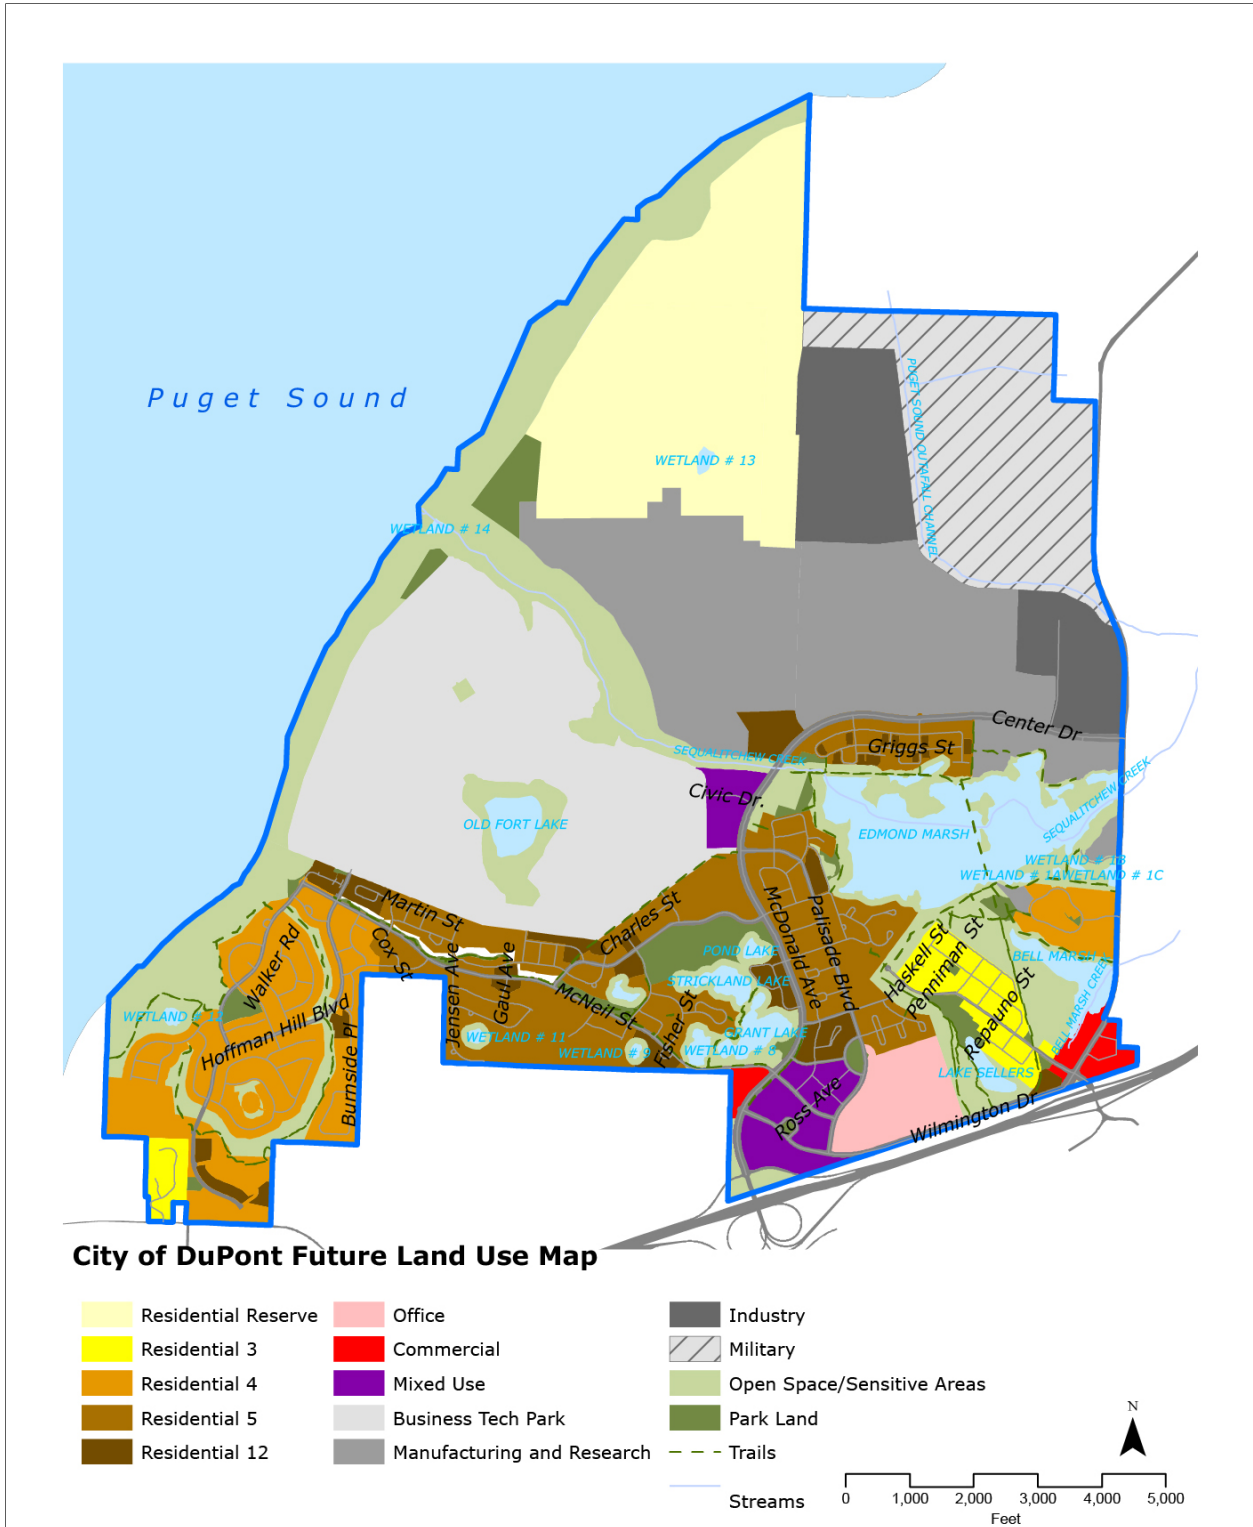 Puget Sound
PUGET SOUND OUTAFALL CHANNEL
WETLAND # 13
WETLAND # 14
Center Dr
Griggs St
SEQUALITCHEW CREEK
SEQUALITCHEW CREEK
Civic Dr.
OLD FORT LAKE
EDMOND MARSH
WETLAND # 1B
WETLAND # 1A
WETLAND # 1C
Martin St
Charles St
McDonald Ave
Palisade Blvd
Haskell St
Penniman St
Walker Rd
Cox St
Jensen Ave
Gaul Ave
POND LAKE
BELL MARSH
STRICKLAND LAKE
McNeil St
Fisher St
Repauno St
BELL MARSH CREEK
WETLAND # 12
Hoffman Hill Blvd
Burnside Pl
WETLAND # 11
WETLAND # 9
GRANT LAKE
WETLAND # 8
LAKE SELLERS
Ross Ave
Wilmington Dr
City of DuPont Future Land Use Map
Residential Reserve
Residential 3
Residential 4
Residential 5
Residential 12
Office
Commercial
Mixed Use
Business Tech Park
Manufacturing and Research
Industry
Military
Open Space/Sensitive Areas
Park Land
Trails
Streams
N
0 1,000 2,000 3,000 4,000 5,000
Feet